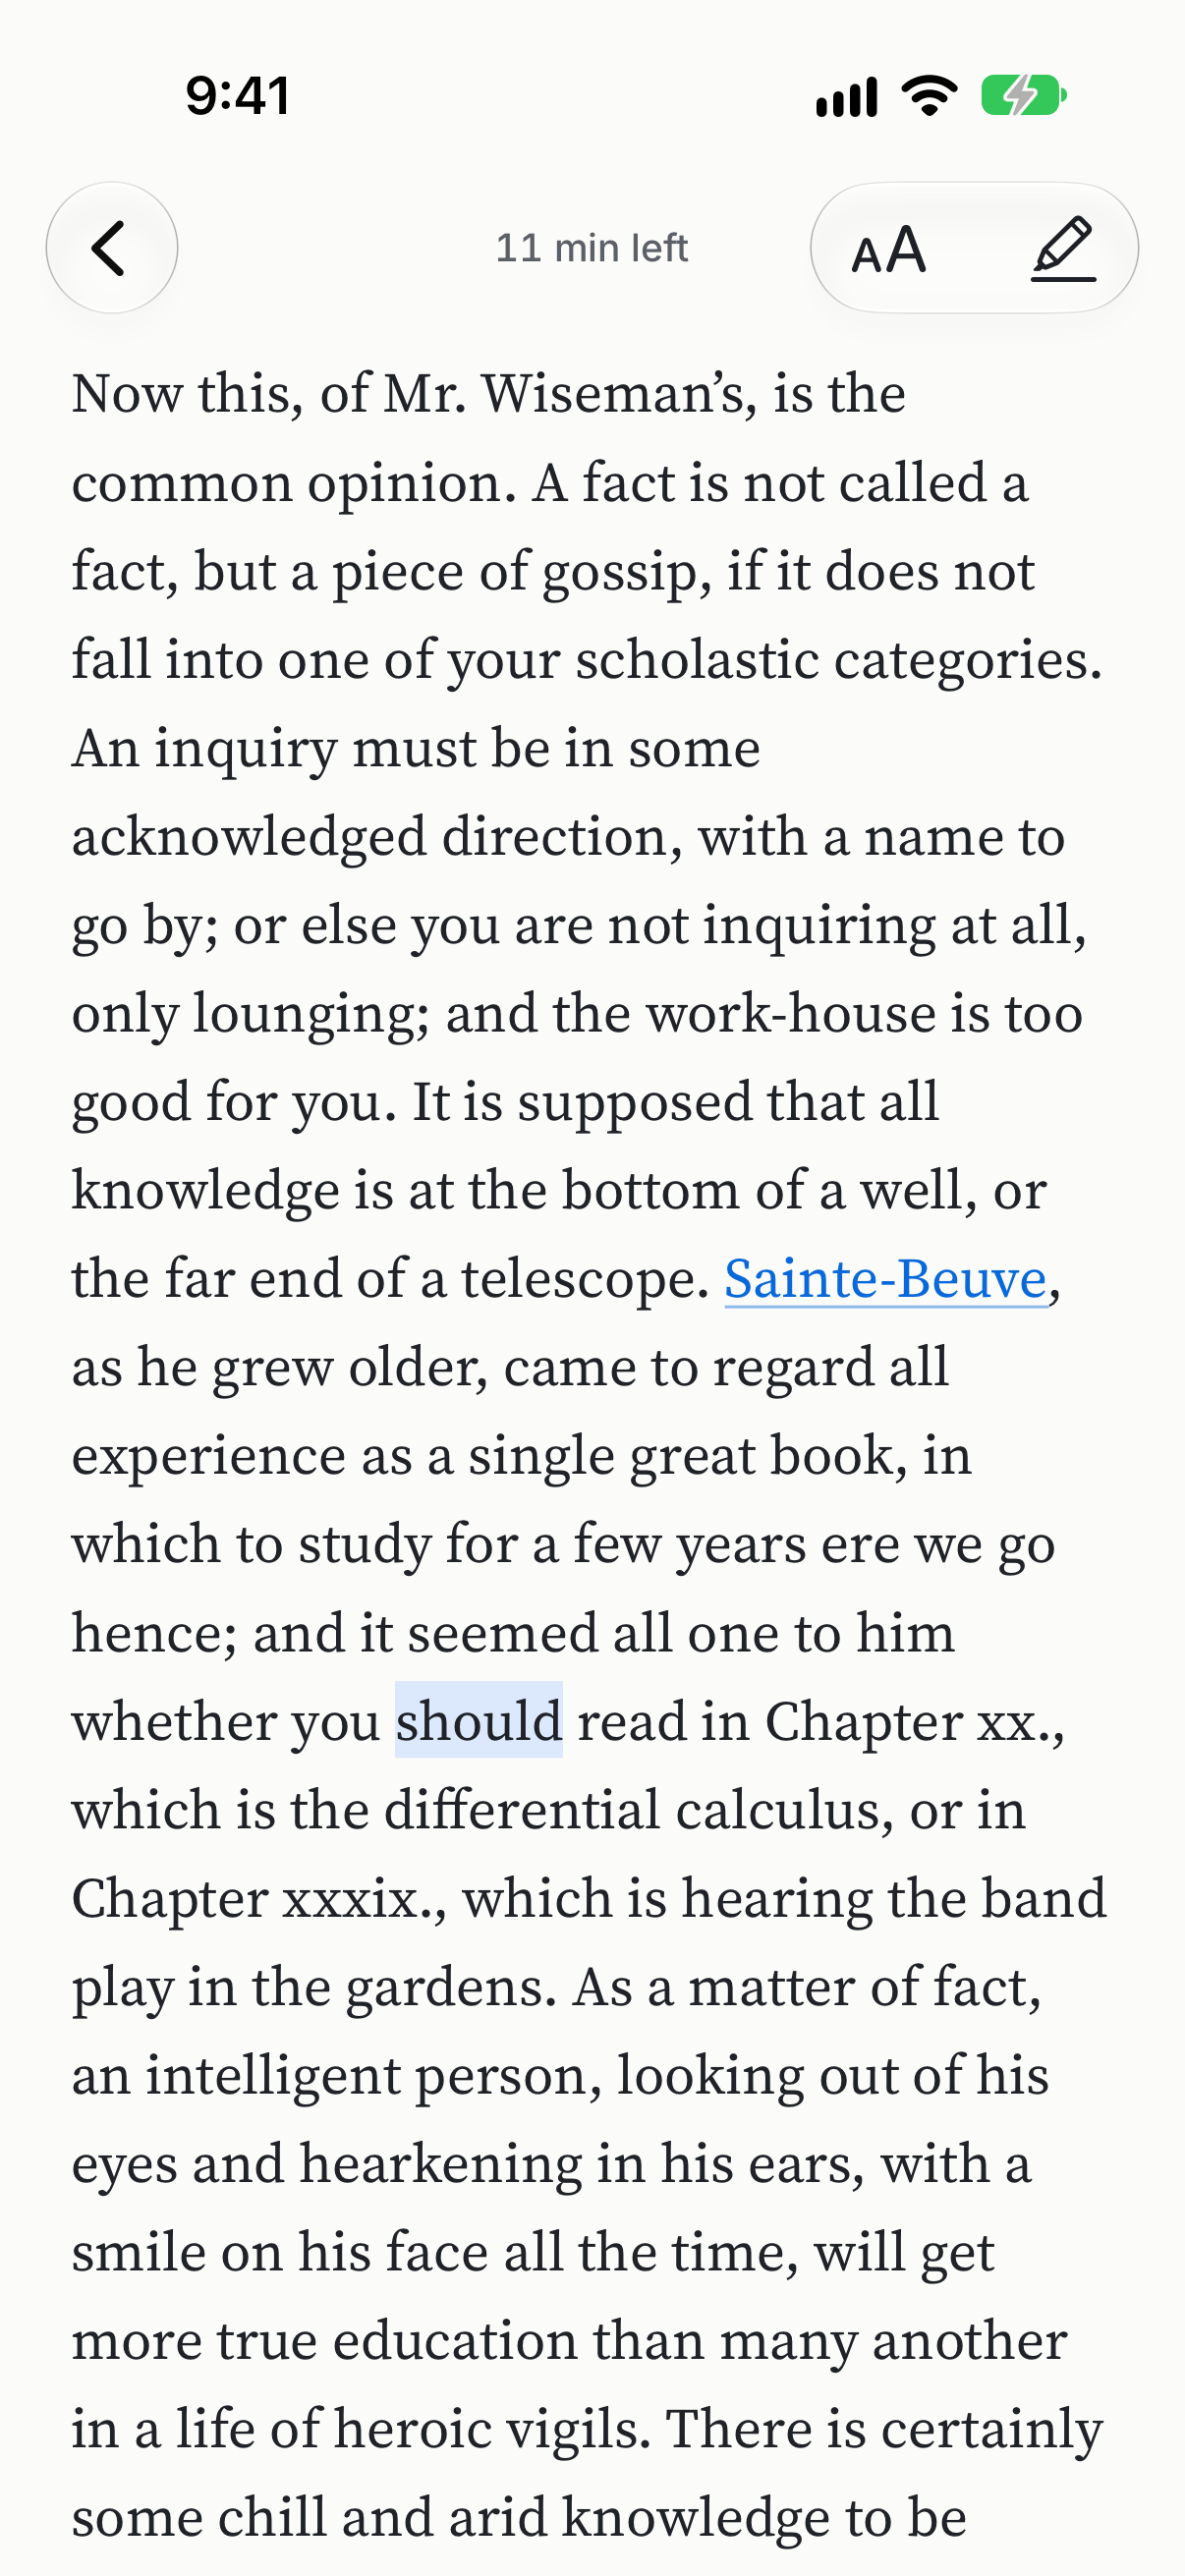 9:41
11 min left
AA
Now this, of Mr. Wiseman’s, is the
common opinion. A fact is not called a
fact, but a piece of gossip, if it does not
fall into one of your scholastic categories.
An inquiry must be in some
acknowledged direction, with a name to
go by; or else you are not inquiring at all,
only lounging; and the work-house is too
good for you. It is supposed that all
knowledge is at the bottom of a well, or
the far end of a telescope. Sainte-Beuve,
as he grew older, came to regard all
experience as a single great book, in
which to study for a few years ere we go
hence; and it seemed all one to him
whether you should read in Chapter xx.,
which is the differential calculus, or in
Chapter xxxix., which is hearing the band
play in the gardens. As a matter of fact,
an intelligent person, looking out of his
eyes and hearkening in his ears, with a
smile on his face all the time, will get
more true education than many another
in a life of heroic vigils. There is certainly
some chill and arid knowledge to be